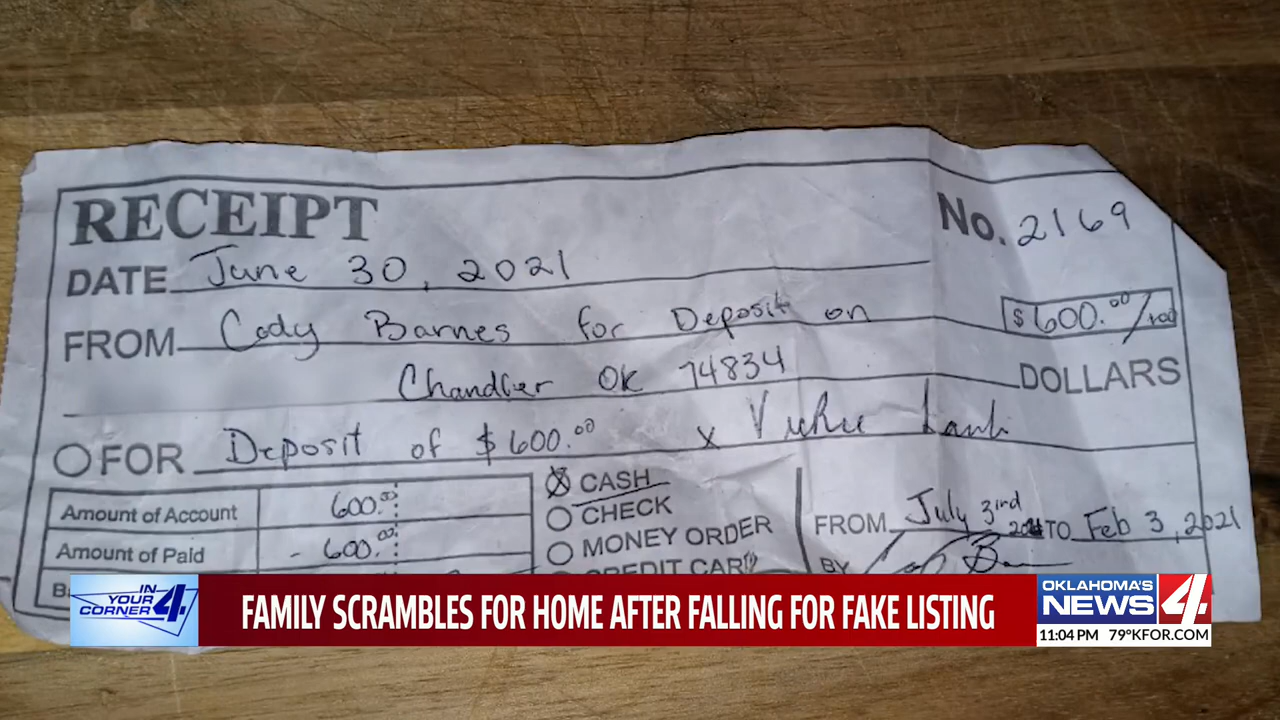 RECEIPT No. 2169
DATE June 30, 2021
FROM Cody Barnes for Deposit on $600.00/
Chandler OK 74834 DOLLARS
FOR Deposit of $600.00 x
Amount of Account 600.00
Amount of Paid - 600.00
CASH
CHECK
MONEY ORDER
CREDIT CARD
FROM July 3rd TO Feb 3, 2021
BY
IN YOUR CORNER 4
FAMILY SCRAMBLES FOR HOME AFTER FALLING FOR FAKE LISTING
OKLAHOMA'S NEWS 4
11:04 PM 79° KFOR.COM